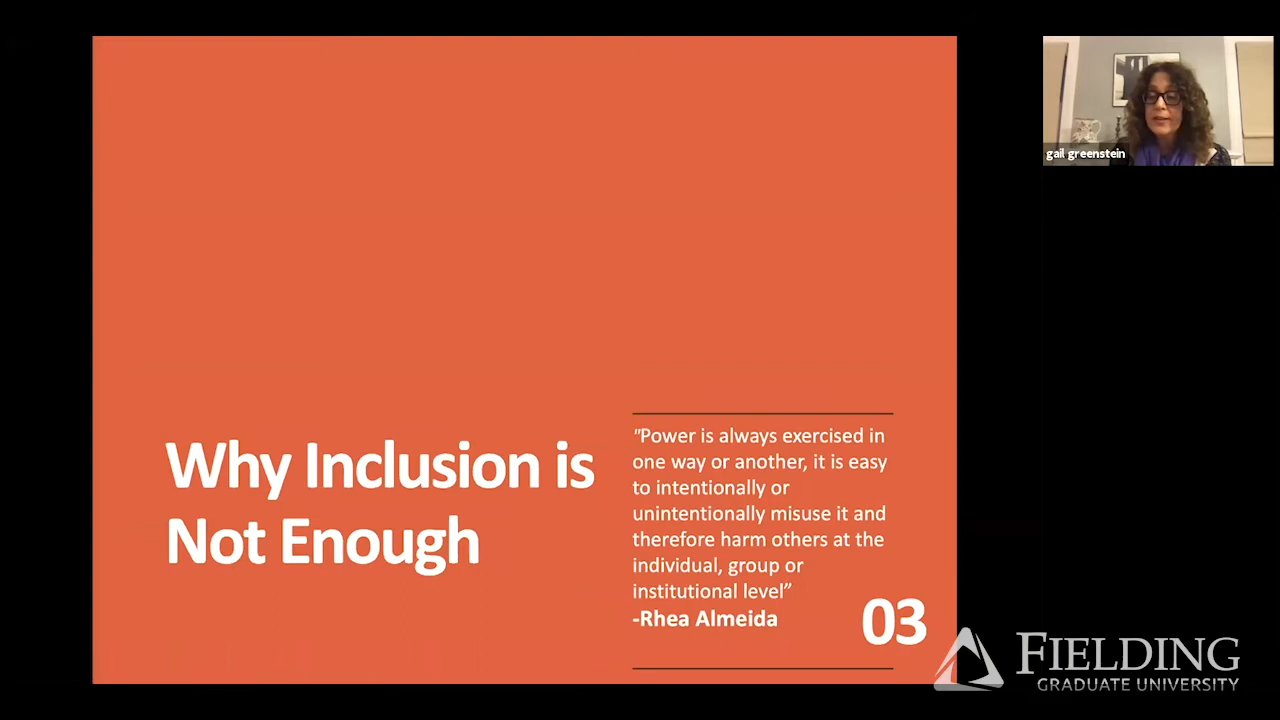 gail greenstein
Why Inclusion is
Not Enough
"Power is always exercised in
one way or another, it is easy
to intentionally or
unintentionally misuse it and
therefore harm others at the
individual, group or
institutional level”
-Rhea Almeida
03
FIELDING
GRADUATE UNIVERSITY